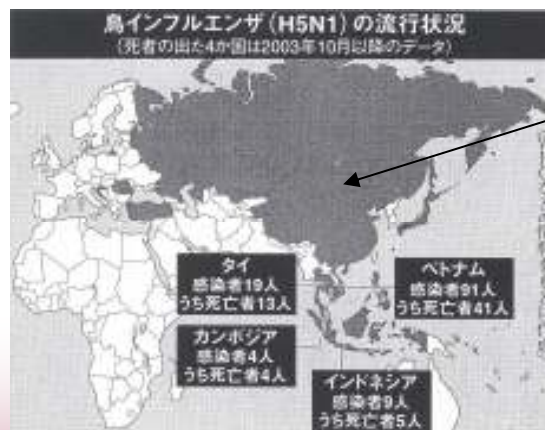 鳥インフルエンザ(H5N1)の流行状況
(死者の出た4か国は2003年10月以降のデータ)
タイ
感染者19人
うち死亡者13人
ベトナム
感染者91人
うち死亡者41人
カンボジア
感染者4人
うち死亡者4人
インドネシア
感染者9人
うち死亡者5人